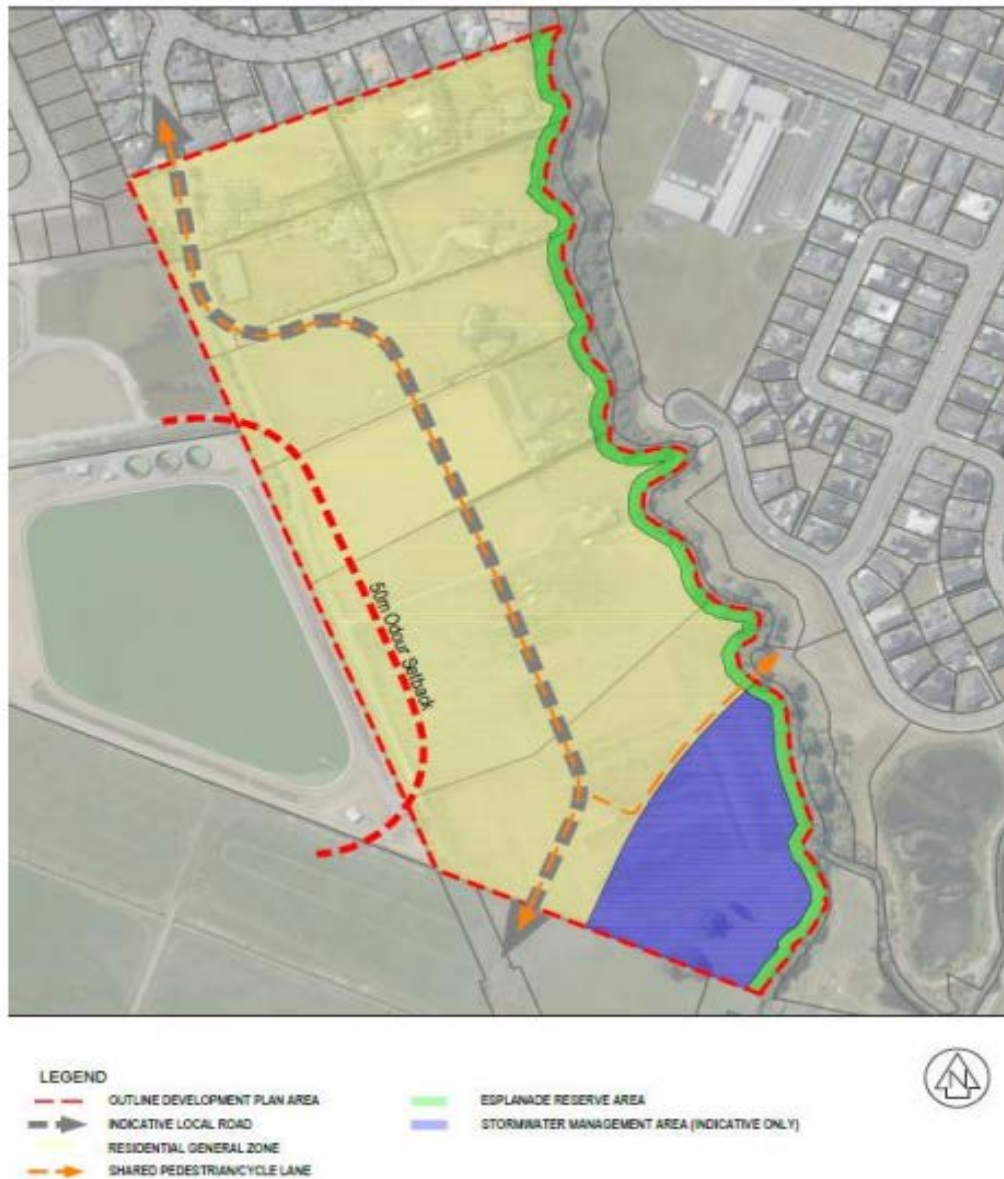 50m Odour Setback
LEGEND
OUTLINE DEVELOPMENT PLAN AREA
INDICATIVE LOCAL ROAD
RESIDENTIAL GENERAL ZONE
SHARED PEDESTRIAN/CYCLE LANE
ESPLANADE RESERVE AREA
STORMWATER MANAGEMENT AREA (INDICATIVE ONLY)
N